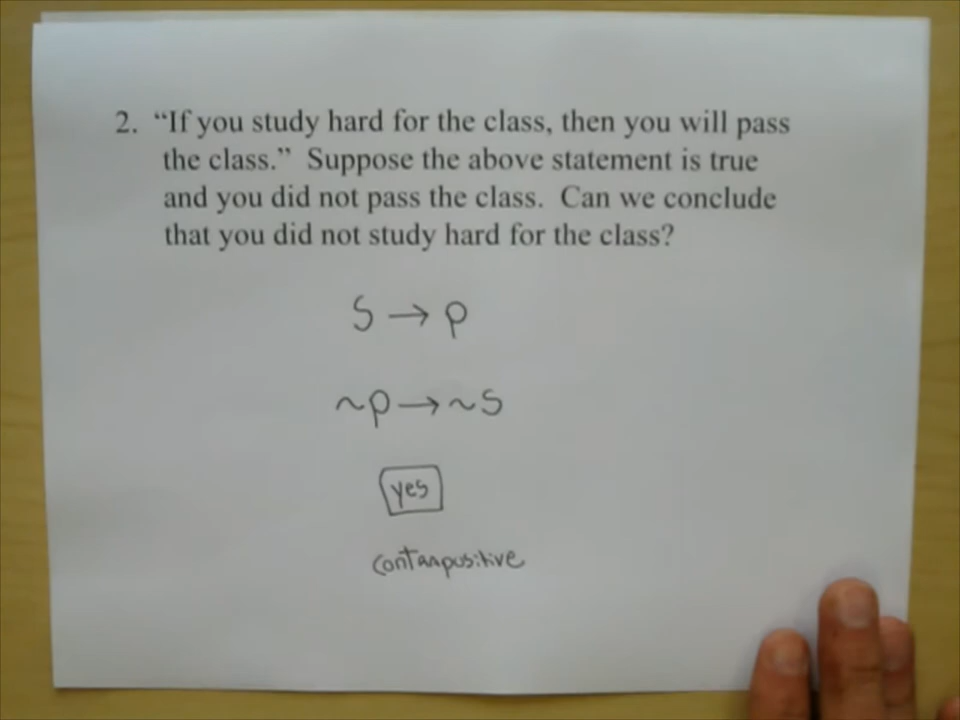 2. “If you study hard for the class, then you will pass
the class.” Suppose the above statement is true
and you did not pass the class. Can we conclude
that you did not study hard for the class?
S → p
~p → ~S
yes
contrapositive